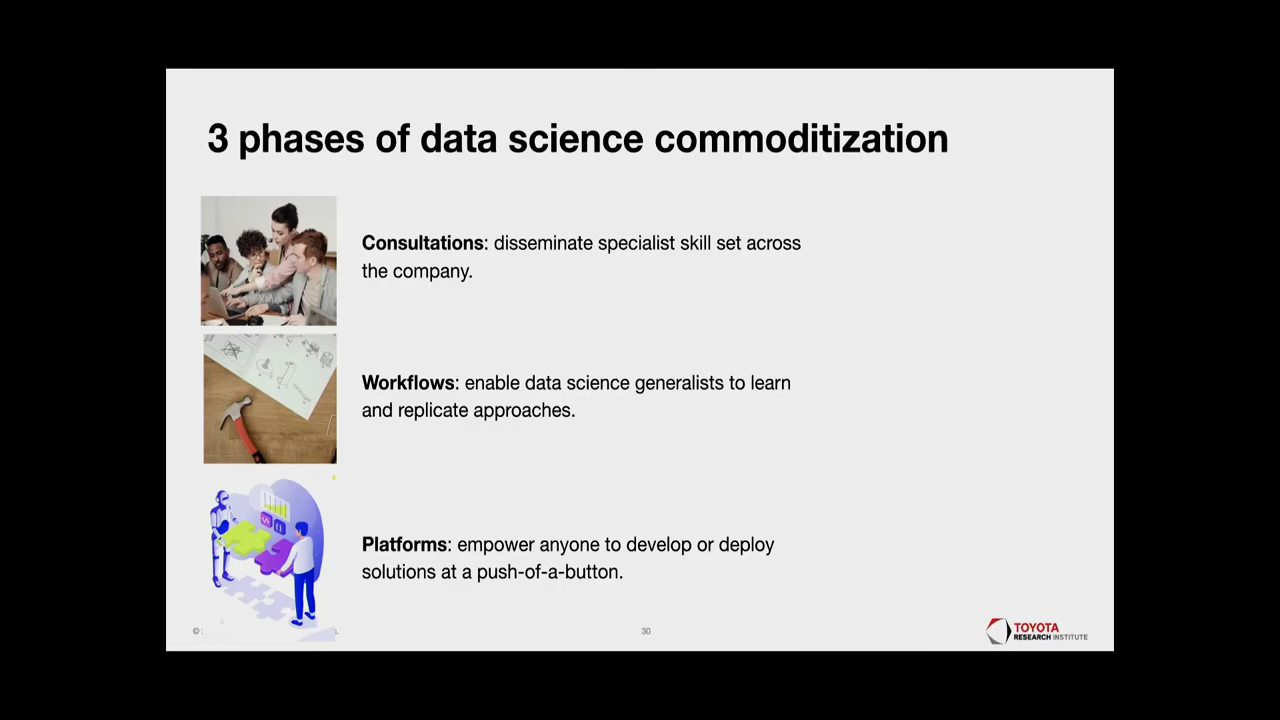 3 phases of data science commoditization
Consultations: disseminate specialist skill set across
the company.
Workflows: enable data science generalists to learn
and replicate approaches.
Platforms: empower anyone to develop or deploy
solutions at a push-of-a-button.
©
30
TOYOTA
RESEARCH INSTITUTE